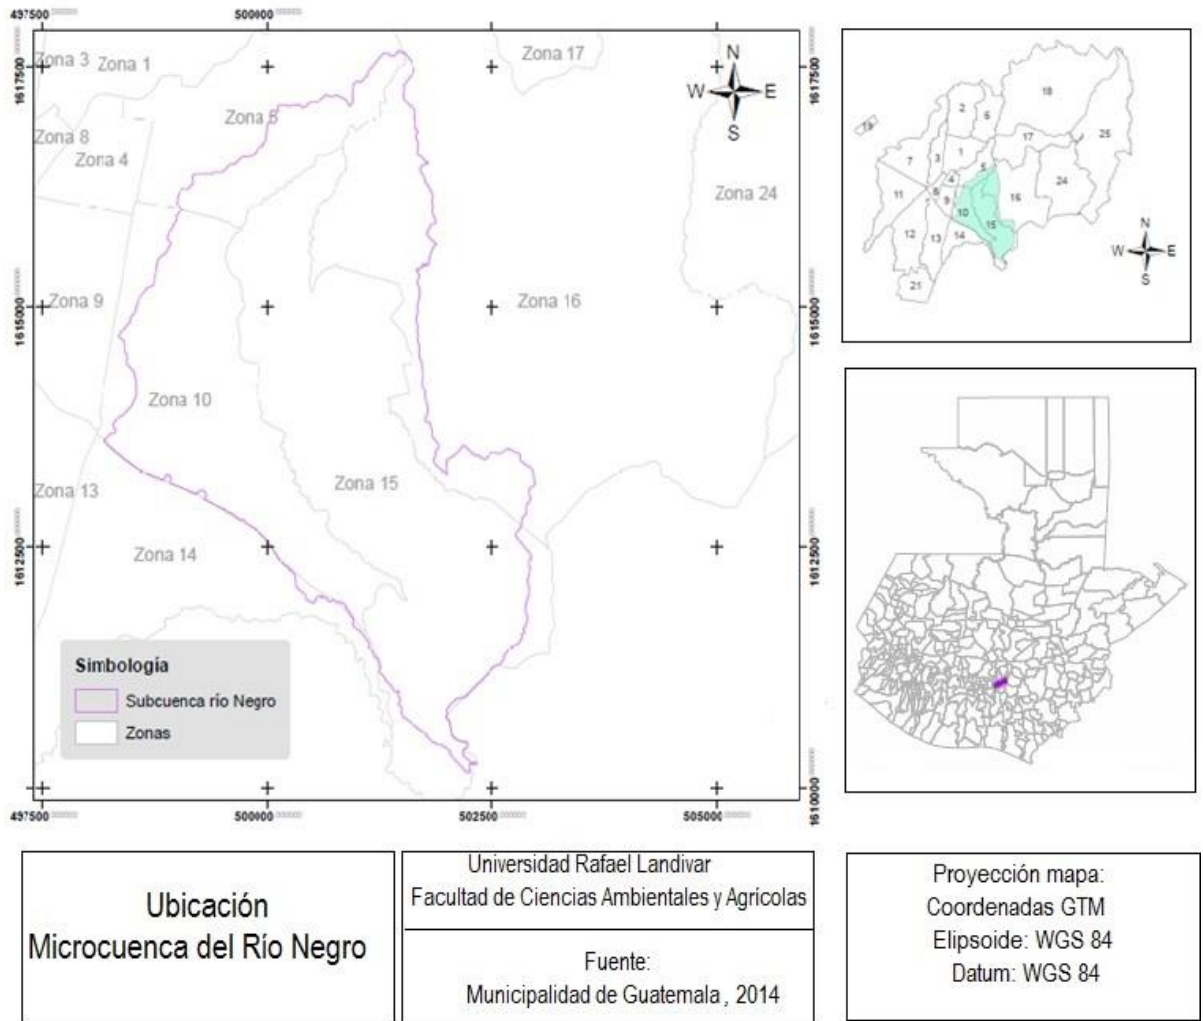 497500
500000
1617500
1615000
1612500
Zona 3
Zona 1
Zona 17
Zona 5
Zona 8
Zona 4
Zona 24
Zona 9
Zona 16
Zona 10
Zona 15
Zona 13
Zona 14
N
W
E
S
Simbología
Subcuenca río Negro
Zonas
1617500
1615000
1612500
1610000
497500
500000
502500
505000
2
6
18
25
19
17
7
3
1
5
4
24
11
8
9
16
10
12
13
14
15
21
N
W
E
S
Ubicación
Microcuenca del Río Negro
Universidad Rafael Landivar
Facultad de Ciencias Ambientales y Agrícolas
Fuente:
Municipalidad de Guatemala , 2014
Proyección mapa:
Coordenadas GTM
Elipsoide: WGS 84
Datum: WGS 84